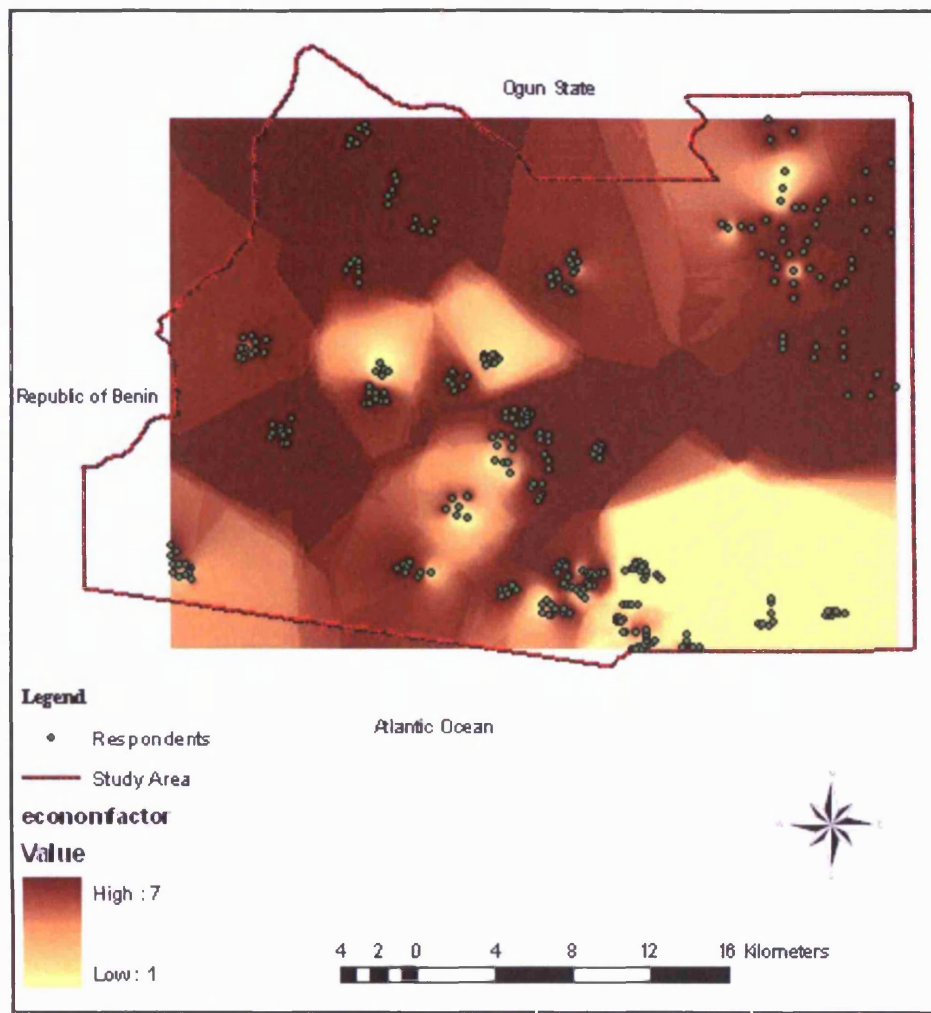 Ogun State
Republic of Benin
Atlantic Ocean
Legend
Respondents
Study Area
economfactor
Value
High : 7
Low : 1
4 2 0 4 8 12 16 Kilometers